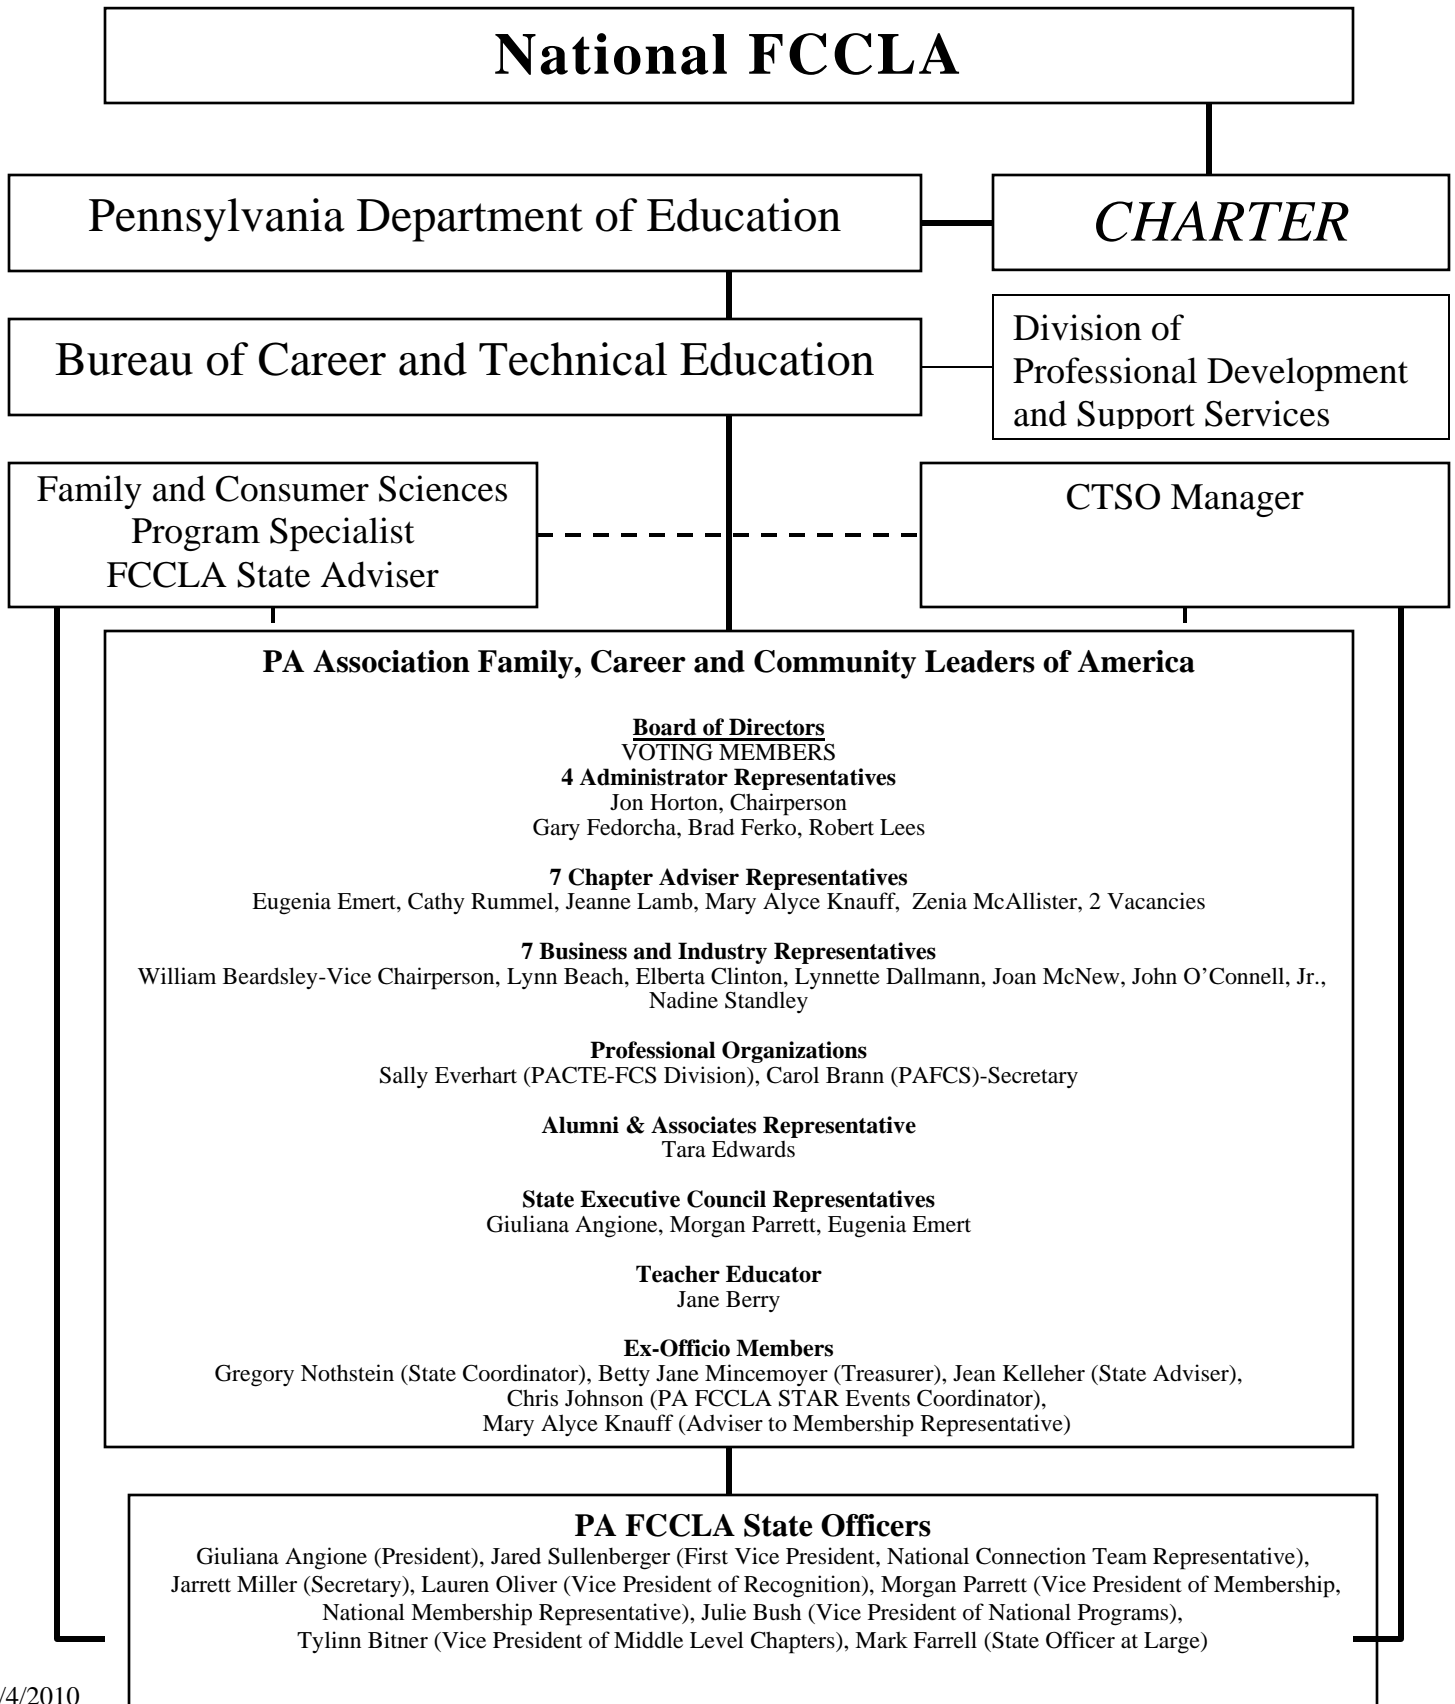 National FCCLA
Pennsylvania Department of Education
CHARTER
Bureau of Career and Technical Education
Division of
Professional Development
and Support Services
Family and Consumer Sciences
Program Specialist
FCCLA State Adviser
CTSO Manager
PA Association Family, Career and Community Leaders of America
Board of Directors
VOTING MEMBERS
4 Administrator Representatives
Jon Horton, Chairperson
Gary Fedorcha, Brad Ferko, Robert Lees
7 Chapter Adviser Representatives
Eugenia Emert, Cathy Rummel, Jeanne Lamb, Mary Alyce Knauff, Zenia McAllister, 2 Vacancies
7 Business and Industry Representatives
William Beardsley-Vice Chairperson, Lynn Beach, Elberta Clinton, Lynnette Dallmann, Joan McNew, John O’Connell, Jr.,
Nadine Standley
Professional Organizations
Sally Everhart (PACTE-FCS Division), Carol Brann (PAFCS)-Secretary
Alumni & Associates Representative
Tara Edwards
State Executive Council Representatives
Giuliana Angione, Morgan Parrett, Eugenia Emert
Teacher Educator
Jane Berry
Ex-Officio Members
Gregory Nothstein (State Coordinator), Betty Jane Mincemoyer (Treasurer), Jean Kelleher (State Adviser),
Chris Johnson (PA FCCLA STAR Events Coordinator),
Mary Alyce Knauff (Adviser to Membership Representative)
PA FCCLA State Officers
Giuliana Angione (President), Jared Sullenberger (First Vice President, National Connection Team Representative),
Jarrett Miller (Secretary), Lauren Oliver (Vice President of Recognition), Morgan Parrett (Vice President of Membership,
National Membership Representative), Julie Bush (Vice President of National Programs),
Tylinn Bitner (Vice President of Middle Level Chapters), Mark Farrell (State Officer at Large)
/4/2010